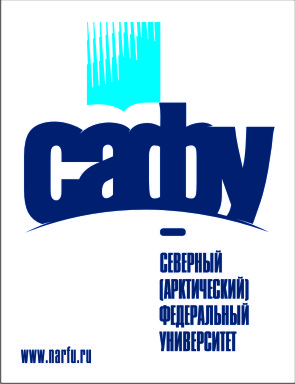 сафу
СЕВЕРНЫЙ
(АРКТИЧЕСКИЙ)
ФЕДЕРАЛЬНЫЙ
УНИВЕРСИТЕТ
www.narfu.ru